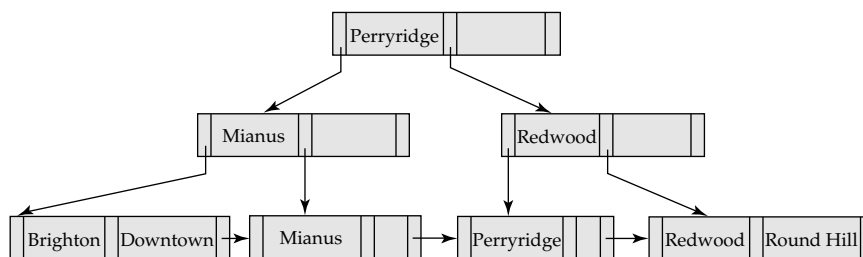 Perryridge
Mianus
Redwood
Brighton
Downtown
Mianus
Perryridge
Redwood
Round Hill